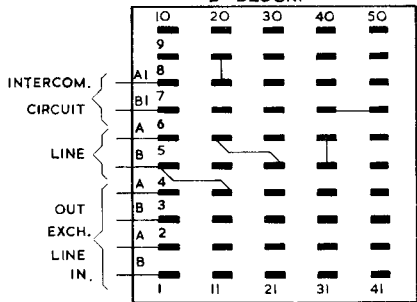 10 20 30 40 50
9
A1 8
INTERCOM.
B1 7
CIRCUIT
A 6
LINE
B 5
A 4
OUT
B 3
EXCH.
A 2
LINE
B
IN.
1 11 21 31 41